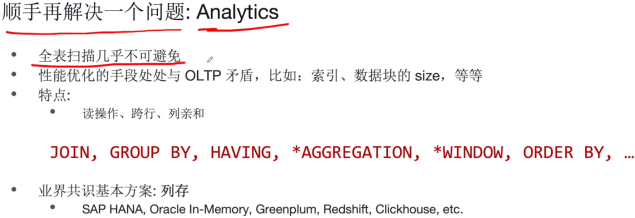 顺手再解决一个问题: Analytics
• 全表扫描几乎不可避免
• 性能优化的手段处处与 OLTP 矛盾，比如：索引、数据块的 size，等等
• 特点:
• 读操作、跨行、列亲和
JOIN, GROUP BY, HAVING, *AGGREGATION, *WINDOW, ORDER BY, …
• 业界共识基本方案: 列存
• SAP HANA, Oracle In-Memory, Greenplum, Redshift, Clickhouse, etc.